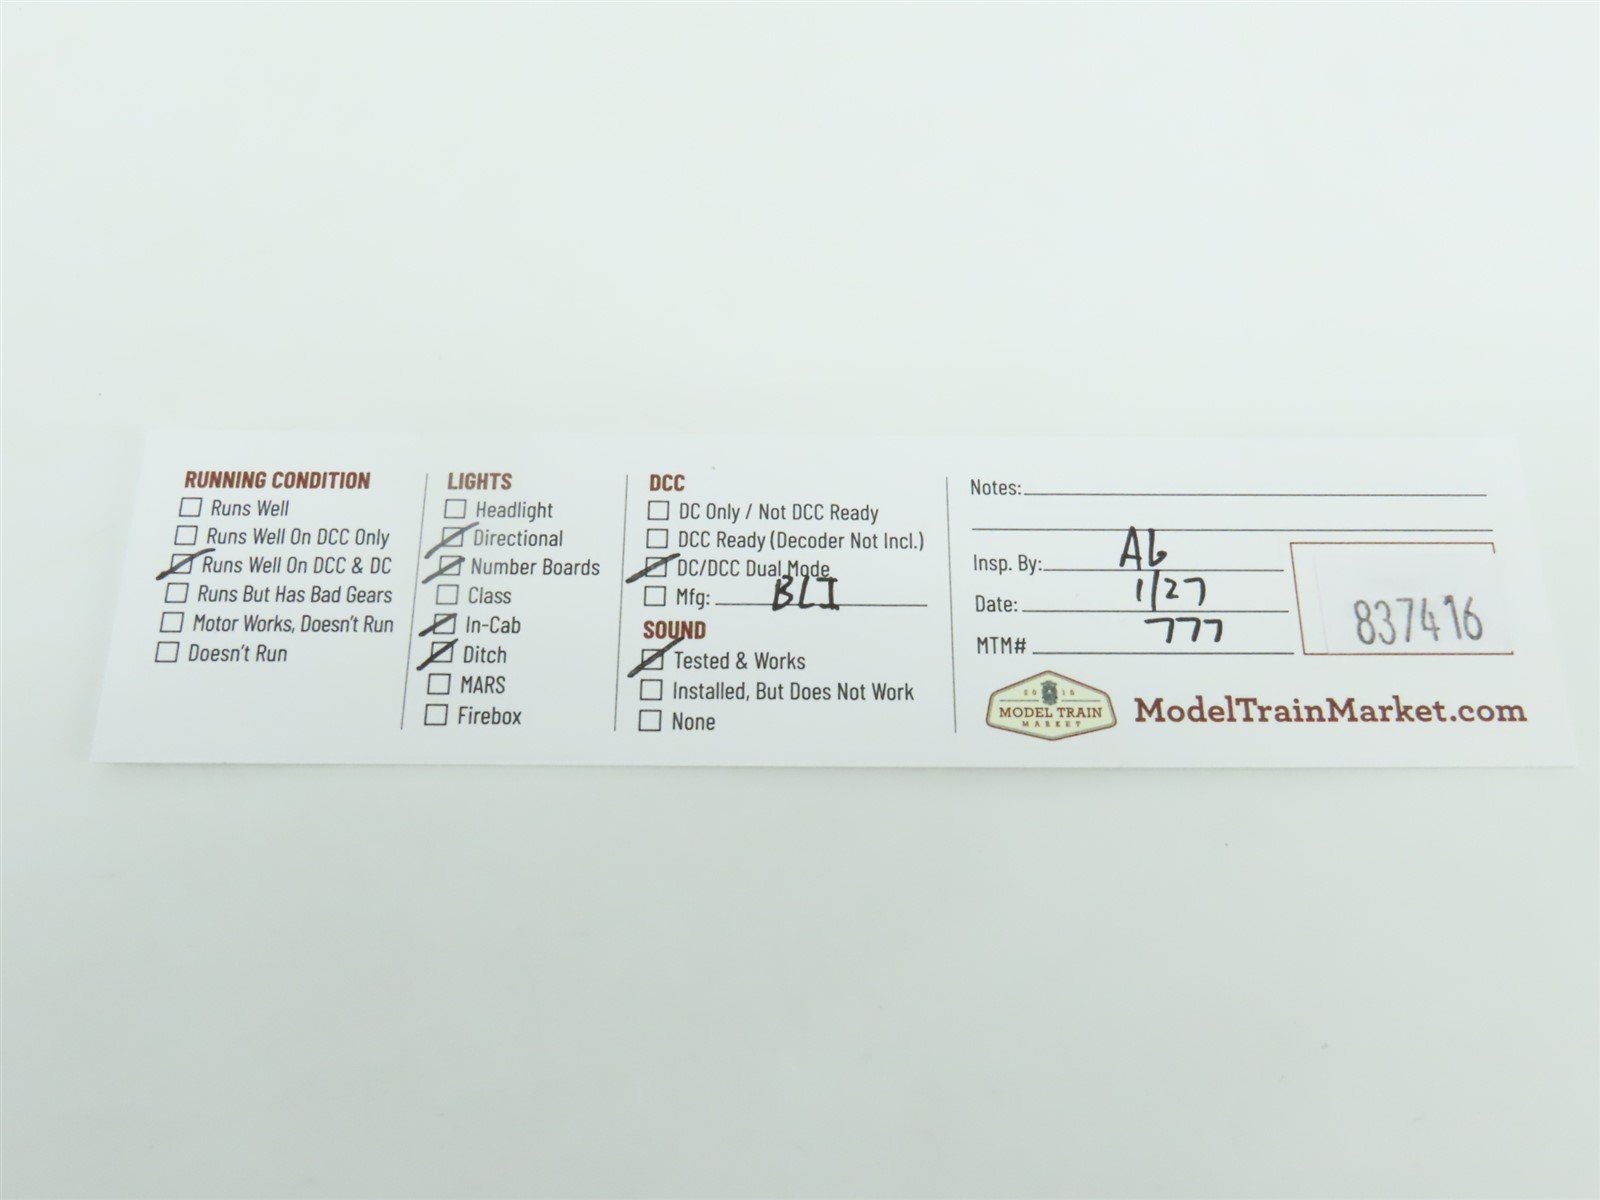 RUNNING CONDITION
Runs Well
Runs Well On DCC Only
Runs Well On DCC & DC
Runs But Has Bad Gears
Motor Works, Doesn't Run
Doesn't Run
LIGHTS
Headlight
Directional
Number Boards
Class
In-Cab
Ditch
MARS
Firebox
DCC
DC Only / Not DCC Ready
DCC Ready (Decoder Not Incl.)
DC/DCC Dual Mode
Mfg: BLI
SOUND
Tested & Works
Installed, But Does Not Work
None
Notes:
Insp. By: AG
Date: 1/27
MTM# 777
837416
2015
MODEL TRAIN
MARKET
ModelTrainMarket.com